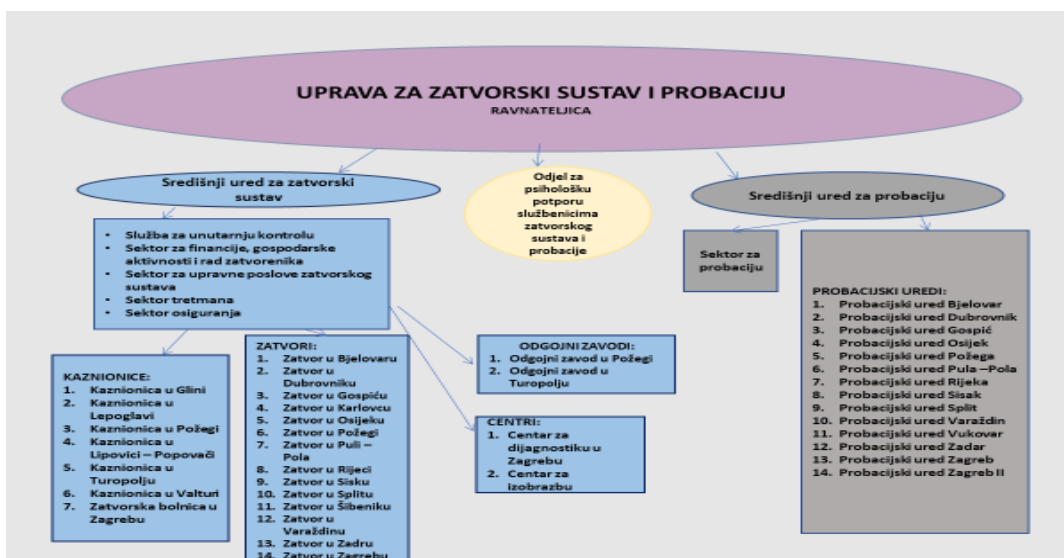 UPRAVA ZA ZATVORSKI SUSTAV I PROBACIJU
RAVNATELJICA
Središnji ured za zatvorski
sustav
Odjel za
psihološku
potporu
službenicima
zatvorskog
sustava i
probacije
Središnji ured za probaciju
• Služba za unutarnju kontrolu
• Sektor za financije, gospodarske
aktivnosti i rad zatvorenika
• Sektor za upravne poslove zatvorskog
sustava
• Sektor tretmana
• Sektor osiguranja
Sektor za
probaciju
KAZNIONICE:
1. Kaznionica u Glini
2. Kaznionica u
Lepoglavi
3. Kaznionica u Požegi
4. Kaznionica u
Lipovici – Popovači
5. Kaznionica u
Turopolju
6. Kaznionica u Valturi
7. Zatvorska bolnica u
Zagrebu
ZATVORI:
1. Zatvor u Bjelovaru
2. Zatvor u
Dubrovniku
3. Zatvor u Gospiću
4. Zatvor u Karlovcu
5. Zatvor u Osijeku
6. Zatvor u Požegi
7. Zatvor u Puli –
Pola
8. Zatvor u Rijeci
9. Zatvor u Sisku
10. Zatvor u Splitu
11. Zatvor u Šibeniku
12. Zatvor u
Varaždinu
13. Zatvor u Zadru
14. Zatvor u Zagrebu
ODGOJNI ZAVODI:
1. Odgojni zavod u Požegi
2. Odgojni zavod u
Turopolju
CENTRI:
1. Centar za
dijagnostiku u
Zagrebu
2. Centar za
izobrazbu
PROBACIJSKI UREDI:
1. Probacijski ured Bjelovar
2. Probacijski ured Dubrovnik
3. Probacijski ured Gospić
4. Probacijski ured Osijek
5. Probacijski ured Požega
6. Probacijski ured Pula –Pola
7. Probacijski ured Rijeka
8. Probacijski ured Sisak
9. Probacijski ured Split
10. Probacijski ured Varaždin
11. Probacijski ured Vukovar
12. Probacijski ured Zadar
13. Probacijski ured Zagreb
14. Probacijski ured Zagreb II